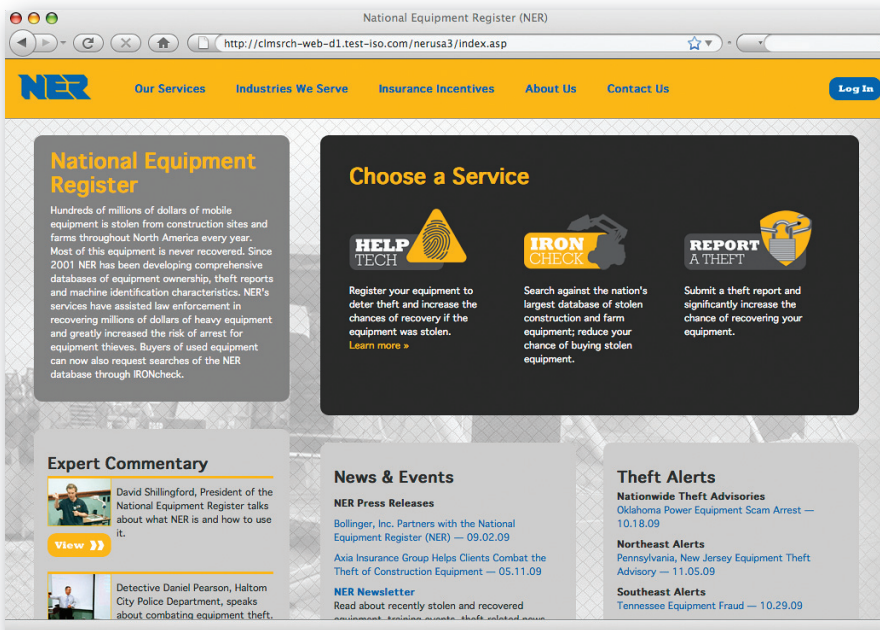 National Equipment Register (NER)
http://clmsrch-web-d1.test-iso.com/nerusa3/index.asp
NER
Our Services
Industries We Serve
Insurance Incentives
About Us
Contact Us
Log In
National Equipment
Register
Hundreds of millions of dollars of mobile
equipment is stolen from construction sites and
farms throughout North America every year.
Most of this equipment is never recovered. Since
2001 NER has been developing comprehensive
databases of equipment ownership, theft reports
and machine identification characteristics. NER's
services have assisted law enforcement in
recovering millions of dollars of heavy equipment
and greatly increased the risk of arrest for
equipment thieves. Buyers of used equipment
can now also request searches of the NER
database through IRONcheck.
Choose a Service
HELP
TECH
Register your equipment to
deter theft and increase the
chances of recovery if the
equipment was stolen.
Learn more »
IRON
CHECK
Search against the nation's
largest database of stolen
construction and farm
equipment; reduce your
chance of buying stolen
equipment.
REPORT
A THEFT
Submit a theft report and
significantly increase the
chance of recovering your
equipment.
Expert Commentary
David Shillingford, President of the
National Equipment Register talks
about what NER is and how to use
it.
View
Detective Daniel Pearson, Haltom
City Police Department, speaks
about combating equipment theft.
News & Events
NER Press Releases
Bollinger, Inc. Partners with the National
Equipment Register (NER) — 09.02.09
Axia Insurance Group Helps Clients Combat the
Theft of Construction Equipment — 05.11.09
NER Newsletter
Read about recently stolen and recovered
equipment, training events, theft related news
Theft Alerts
Nationwide Theft Advisories
Oklahoma Power Equipment Scam Arrest —
10.18.09
Northeast Alerts
Pennsylvania, New Jersey Equipment Theft
Advisory — 11.05.09
Southeast Alerts
Tennessee Equipment Fraud — 10.29.09